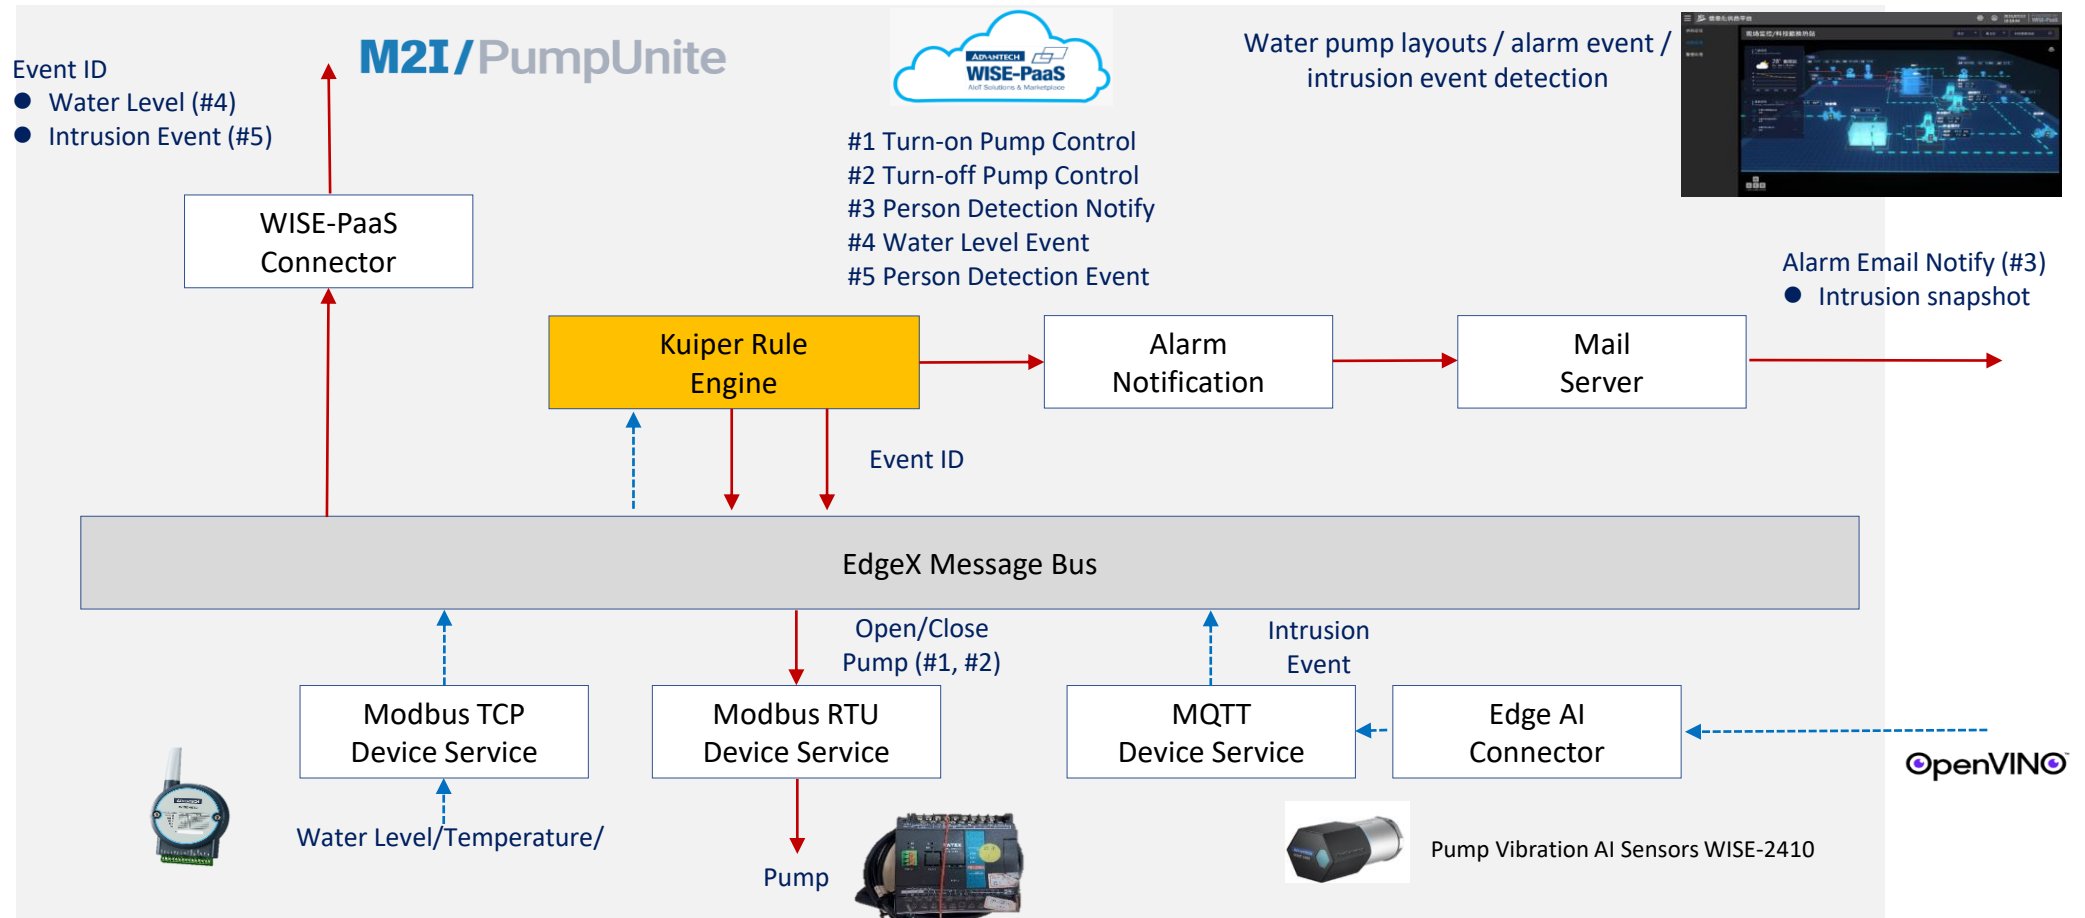 M2I/PumpUnite
ADVANTECH
WISE-PaaS
AIoT Solutions & Marketplace
Water pump layouts / alarm event /
intrusion event detection
Event ID
● Water Level (#4)
● Intrusion Event (#5)
#1 Turn-on Pump Control
#2 Turn-off Pump Control
#3 Person Detection Notify
#4 Water Level Event
#5 Person Detection Event
WISE-PaaS
Connector
Alarm Email Notify (#3)
● Intrusion snapshot
Kuiper Rule
Engine
Alarm
Notification
Mail
Server
Event ID
EdgeX Message Bus
Open/Close
Pump (#1, #2)
Intrusion
Event
Modbus TCP
Device Service
Modbus RTU
Device Service
MQTT
Device Service
Edge AI
Connector
OpenVINO
Water Level/Temperature/
Pump
Pump Vibration AI Sensors WISE-2410